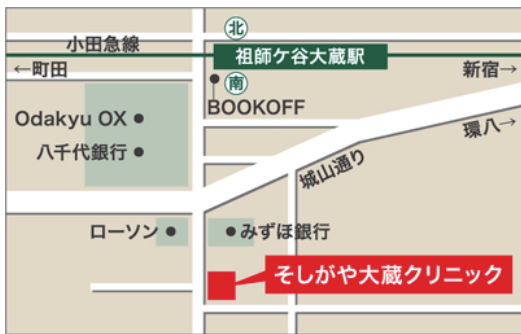 北
小田急線
祖師ケ谷大蔵駅
←町田
新宿→
南
BOOKOFF
Odakyu OX
環八→
八千代銀行
城山通り
ローソン
みずほ銀行
そしがや大蔵クリニック